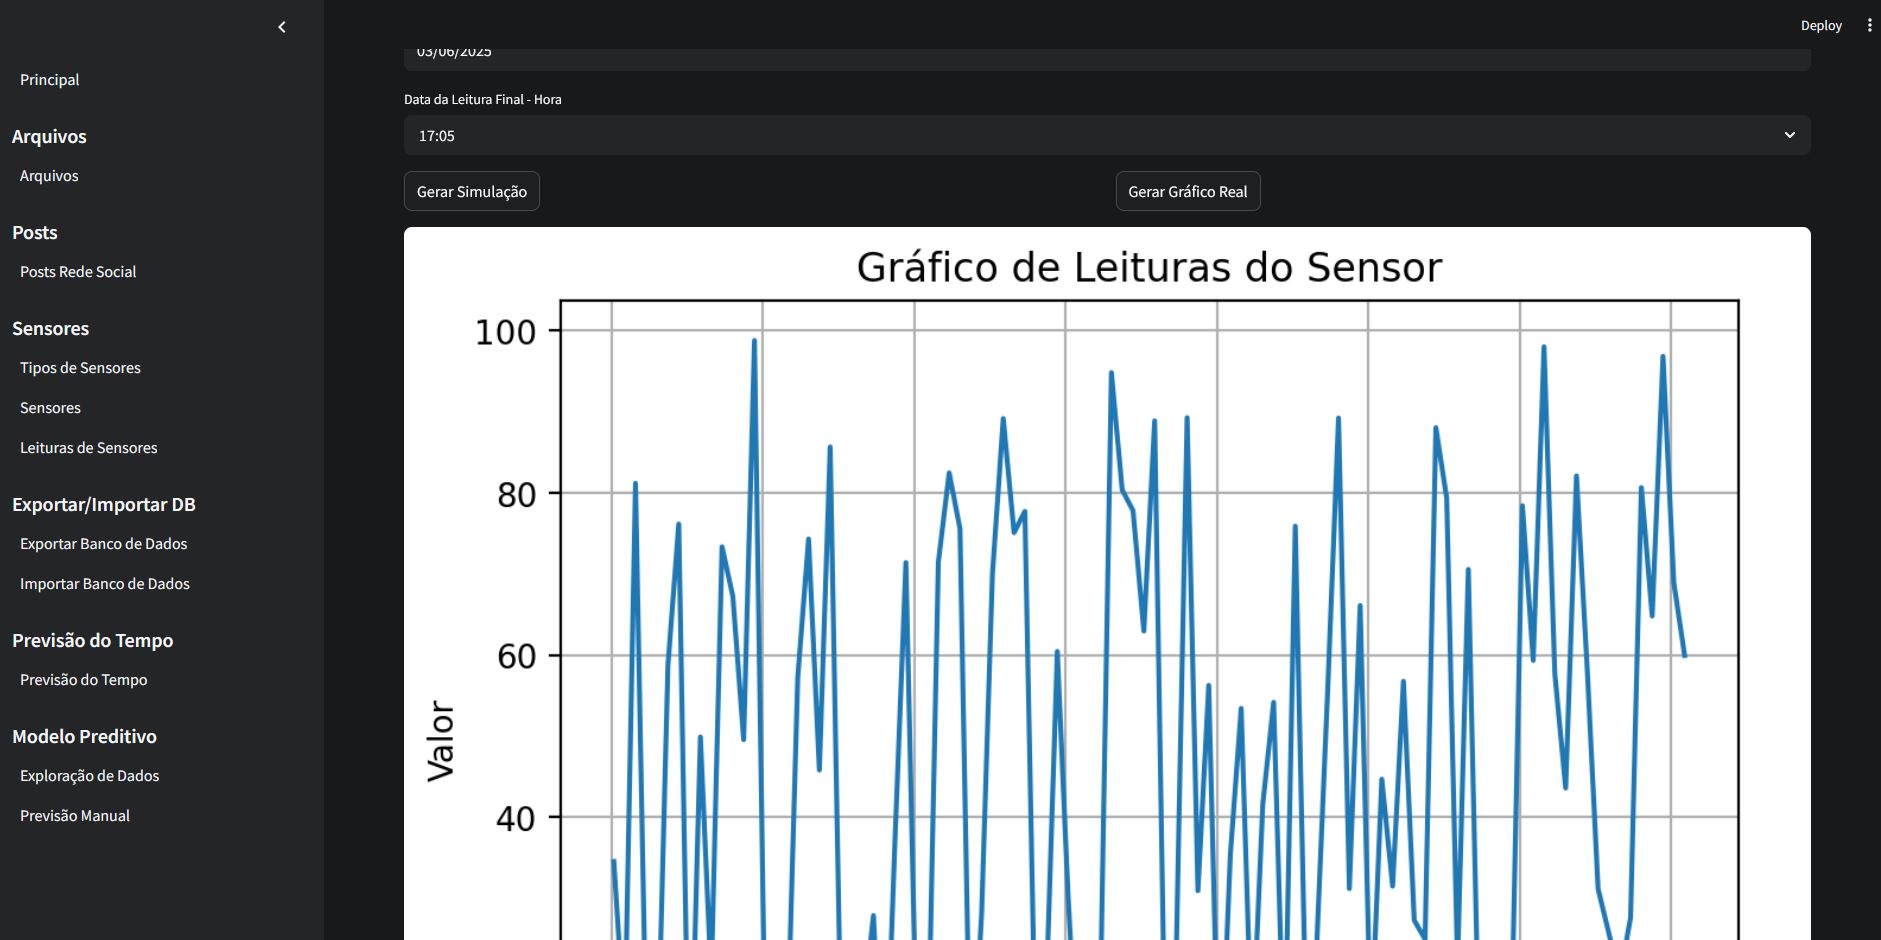 Principal
Arquivos
Arquivos
Posts
Posts Rede Social
Sensores
Tipos de Sensores
Sensores
Leituras de Sensores
Exportar/Importar DB
Exportar Banco de Dados
Importar Banco de Dados
Previsão do Tempo
Previsão do Tempo
Modelo Preditivo
Exploração de Dados
Previsão Manual
Deploy
03/06/2025
Data da Leitura Final - Hora
17:05
Gerar Simulação
Gerar Gráfico Real
Gráfico de Leituras do Sensor
100
80
60
Valor
40